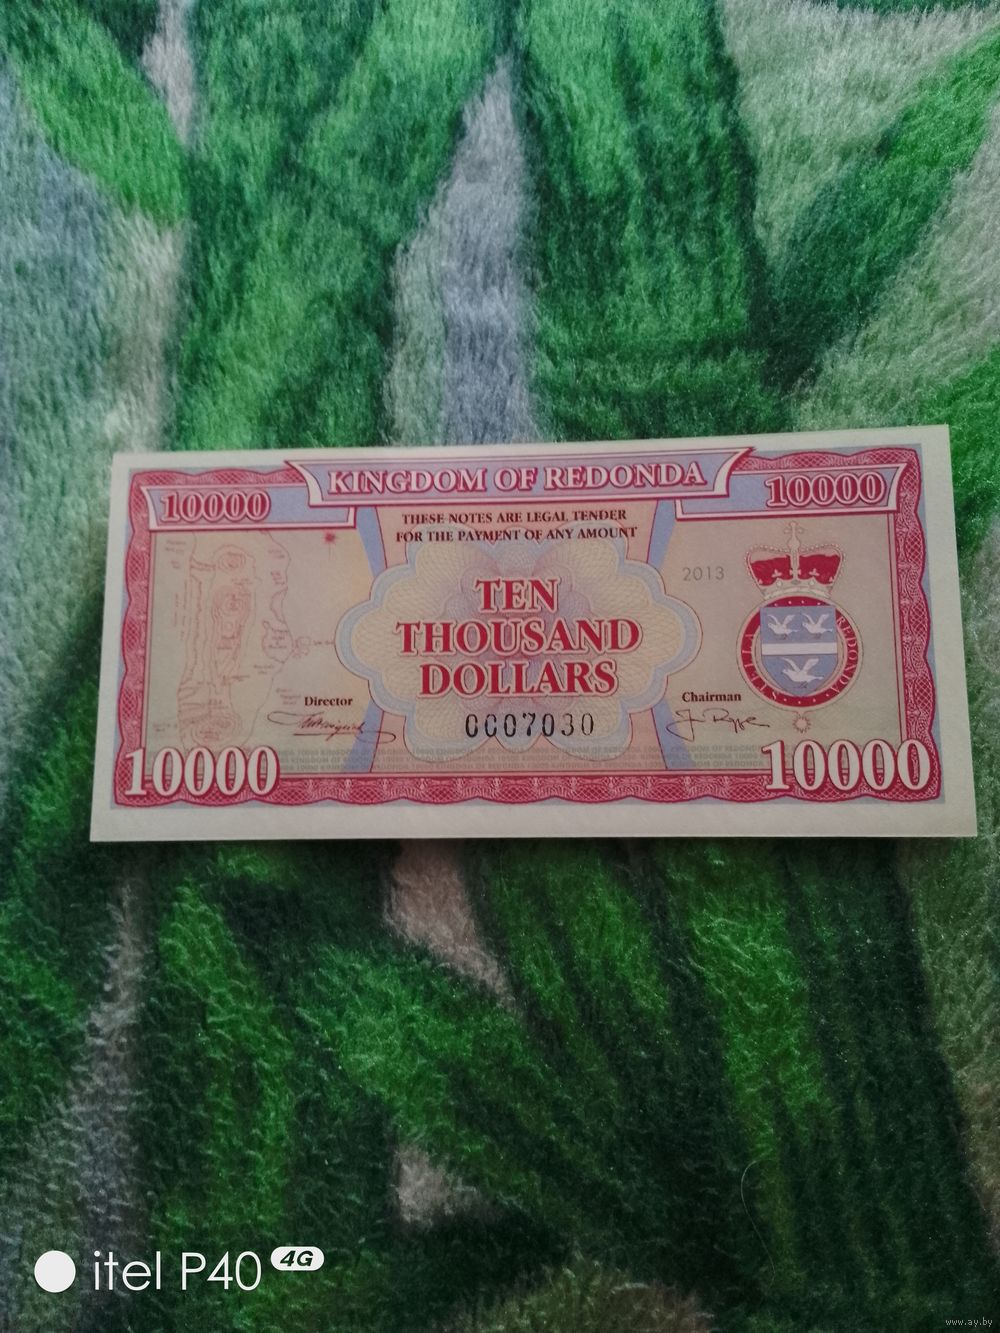 KINGDOM OF REDONDA
10000
10000
THESE NOTES ARE LEGAL TENDER
FOR THE PAYMENT OF ANY AMOUNT
2013
TEN
THOUSAND
DOLLARS
REDONDA
Director
Chairman
0007030
10000
10000
itel P40 4G
www.ay.by